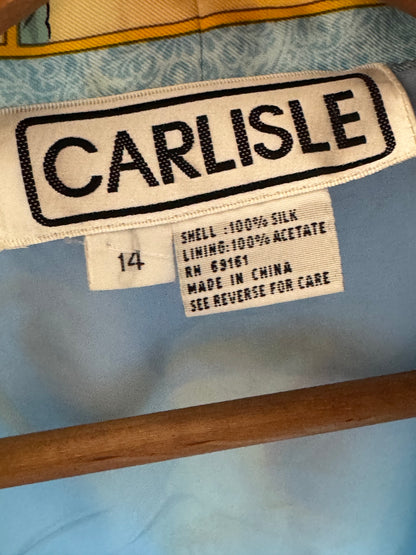 CARLISLE
14
SHELL :100% SILK
LINING:100% ACETATE
RN 69161
MADE IN CHINA
SEE REVERSE FOR CARE